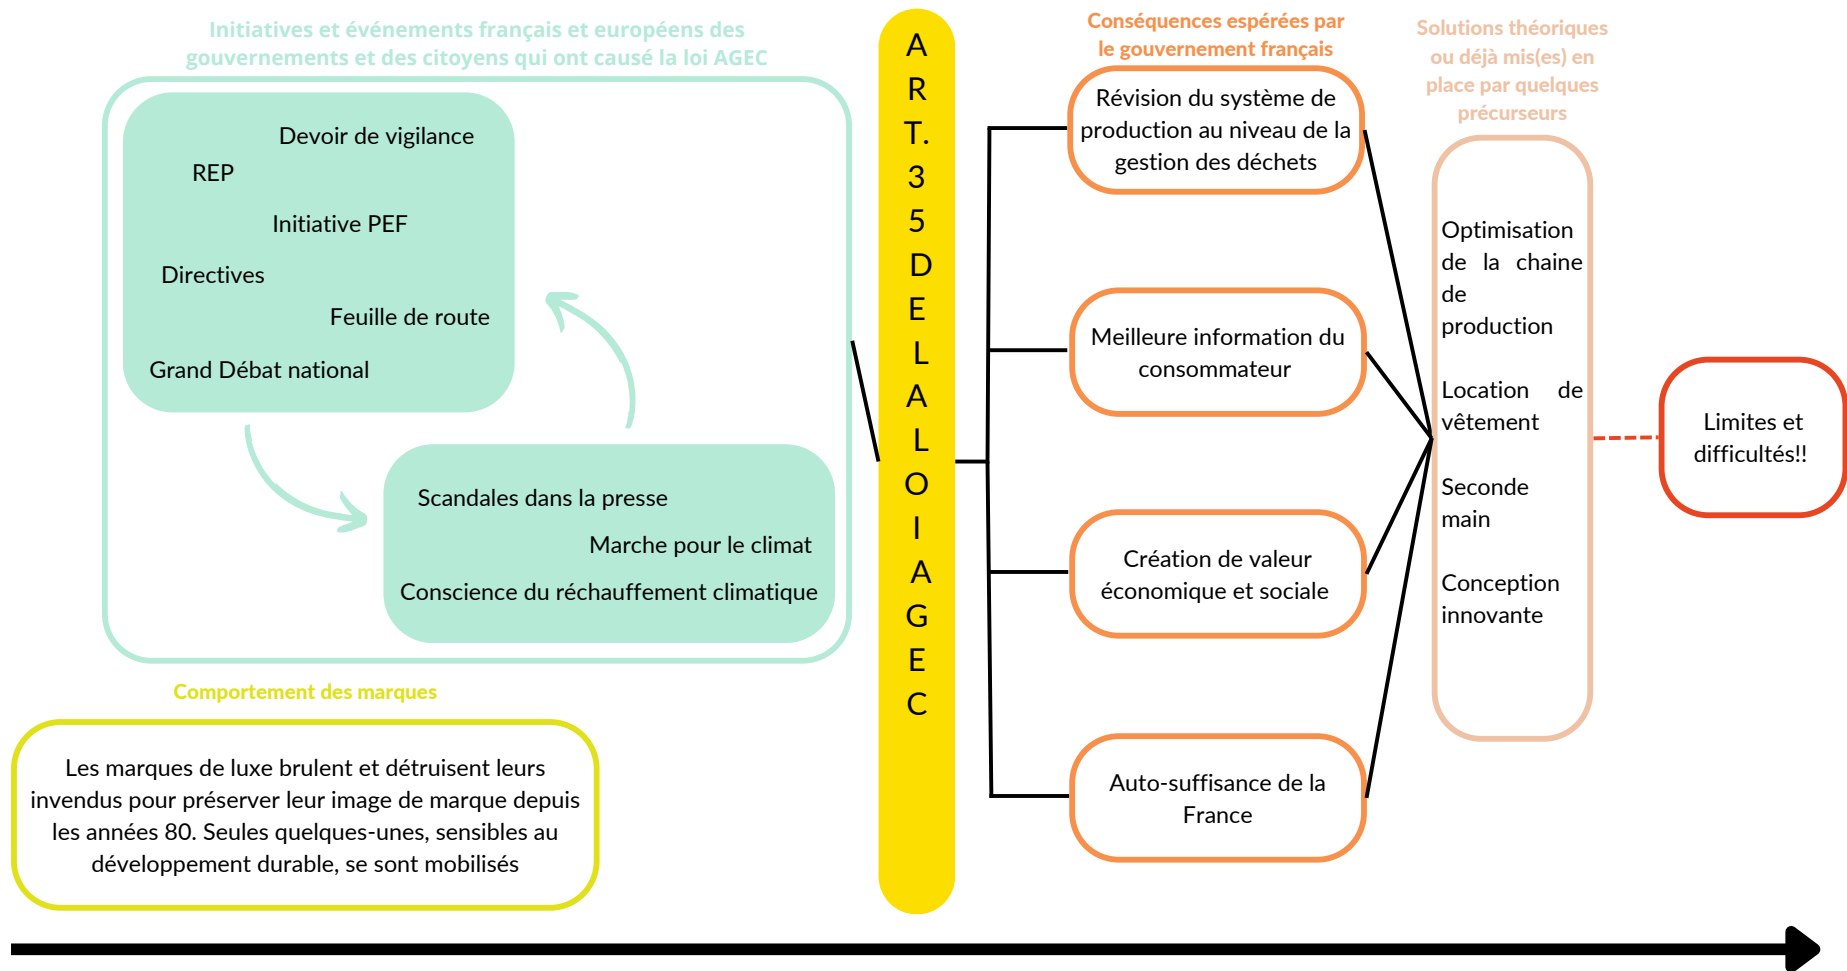 Initiatives et événements français et européens des
gouvernements et des citoyens qui ont causé la loi AGEC
Devoir de vigilance
REP
Initiative PEF
Directives
Feuille de route
Grand Débat national
Scandales dans la presse
Marche pour le climat
Conscience du réchauffement climatique
Comportement des marques
Les marques de luxe brulent et détruisent leurs
invendus pour préserver leur image de marque depuis
les années 80. Seules quelques-unes, sensibles au
développement durable, se sont mobilisés
A
R
T.
3
5
D
E
L
A
L
O
I
A
G
E
C
Conséquences espérées par
le gouvernement français
Révision du système de
production au niveau de la
gestion des déchets
Meilleure information du
consommateur
Création de valeur
économique et sociale
Auto-suffisance de la
France
Solutions théoriques
ou déjà mis(es) en
place par quelques
précurseurs
Optimisation
de la chaine
de
production
Location de
vêtement
Seconde
main
Conception
innovante
Limites et
difficultés!!